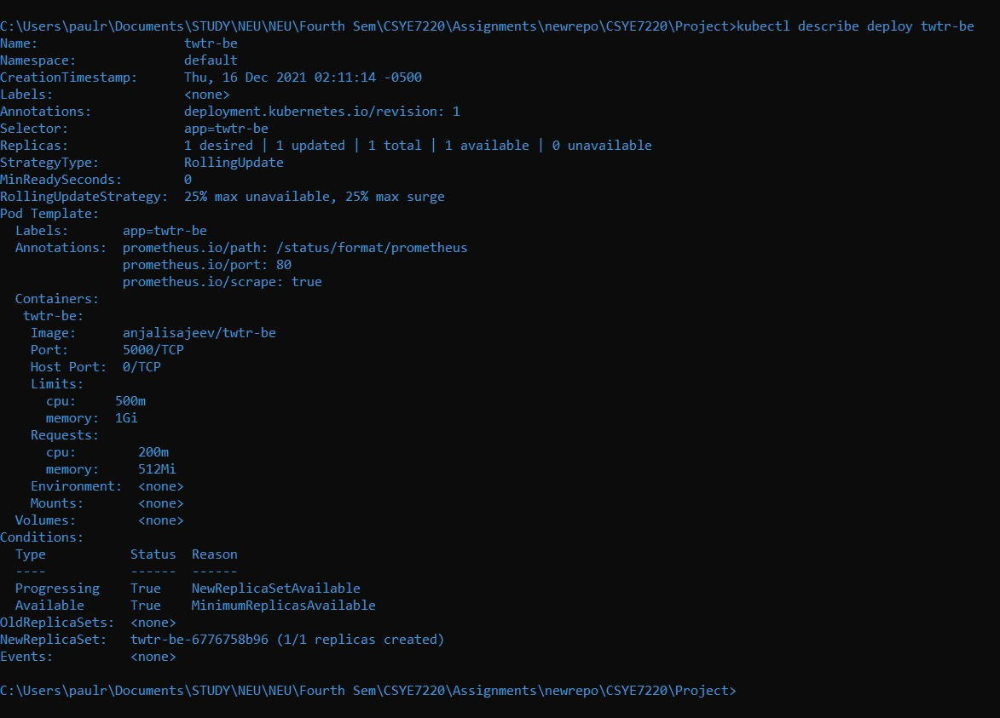 C:\Users\paulr\Documents\STUDY\NEU\NEU\Fourth Sem\CSYE7220\Assignments\newrepo\CSYE7220\Project>kubectl describe deploy twtr-be
Name:                   twtr-be
Namespace:              default
CreationTimestamp:      Thu, 16 Dec 2021 02:11:14 -0500
Labels:                 <none>
Annotations:            deployment.kubernetes.io/revision: 1
Selector:               app=twtr-be
Replicas:               1 desired | 1 updated | 1 total | 1 available | 0 unavailable
StrategyType:           RollingUpdate
MinReadySeconds:        0
RollingUpdateStrategy:  25% max unavailable, 25% max surge
Pod Template:
  Labels:       app=twtr-be
  Annotations:  prometheus.io/path: /status/format/prometheus
                prometheus.io/port: 80
                prometheus.io/scrape: true
  Containers:
   twtr-be:
    Image:      anjalisajeev/twtr-be
    Port:       5000/TCP
    Host Port:  0/TCP
    Limits:
      cpu:     500m
      memory:  1Gi
    Requests:
      cpu:        200m
      memory:     512Mi
    Environment:  <none>
    Mounts:       <none>
  Volumes:        <none>
Conditions:
  Type           Status  Reason
  ----           ------  ------
  Progressing    True    NewReplicaSetAvailable
  Available      True    MinimumReplicasAvailable
OldReplicaSets:  <none>
NewReplicaSet:   twtr-be-6776758b96 (1/1 replicas created)
Events:          <none>
C:\Users\paulr\Documents\STUDY\NEU\NEU\Fourth Sem\CSYE7220\Assignments\newrepo\CSYE7220\Project>